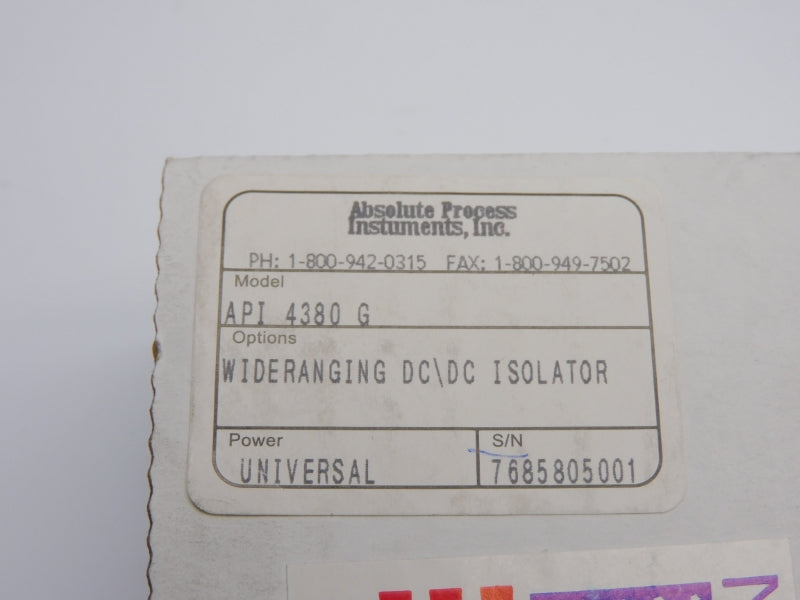 Absolute Process
Instuments, Inc.
PH: 1-800-942-0315 FAX: 1-800-949-7502
Model
API 4380 G
Options
WIDERANGING DC\DC ISOLATOR
Power
UNIVERSAL
S/N
7685805001